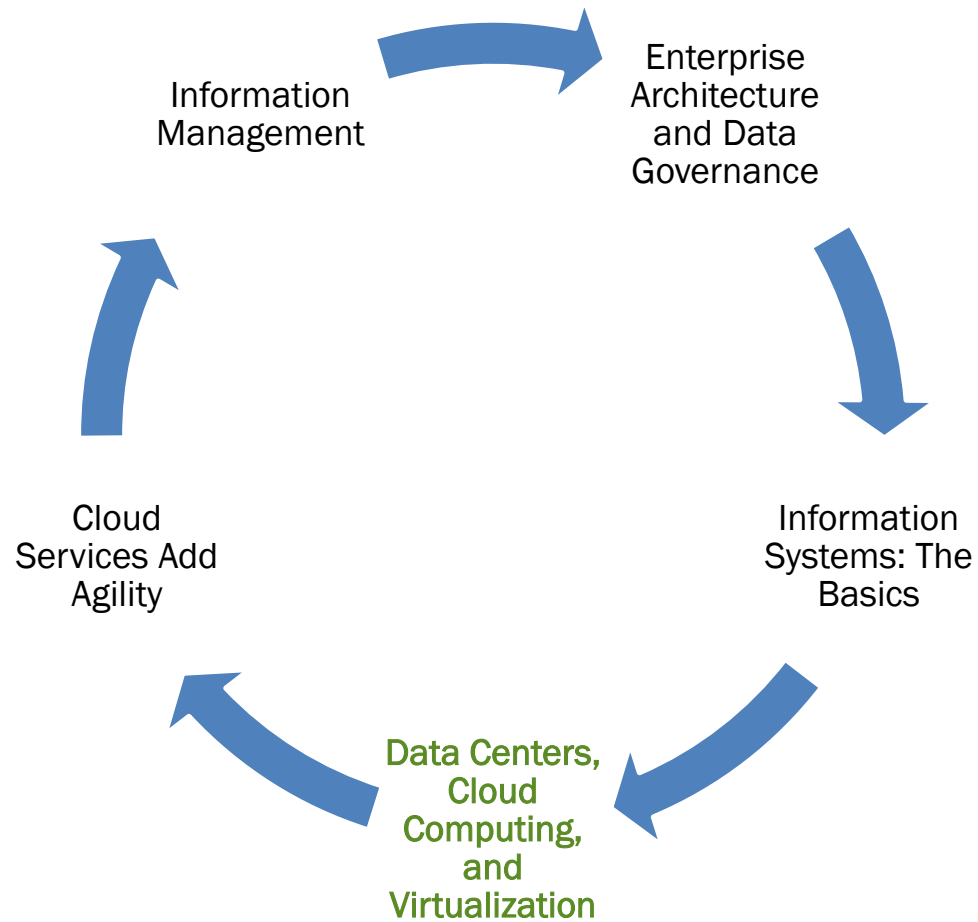 Information
Management
Enterprise
Architecture
and Data
Governance
Information
Systems: The
Basics
Data Centers,
Cloud
Computing,
and
Virtualization
Cloud
Services Add
Agility